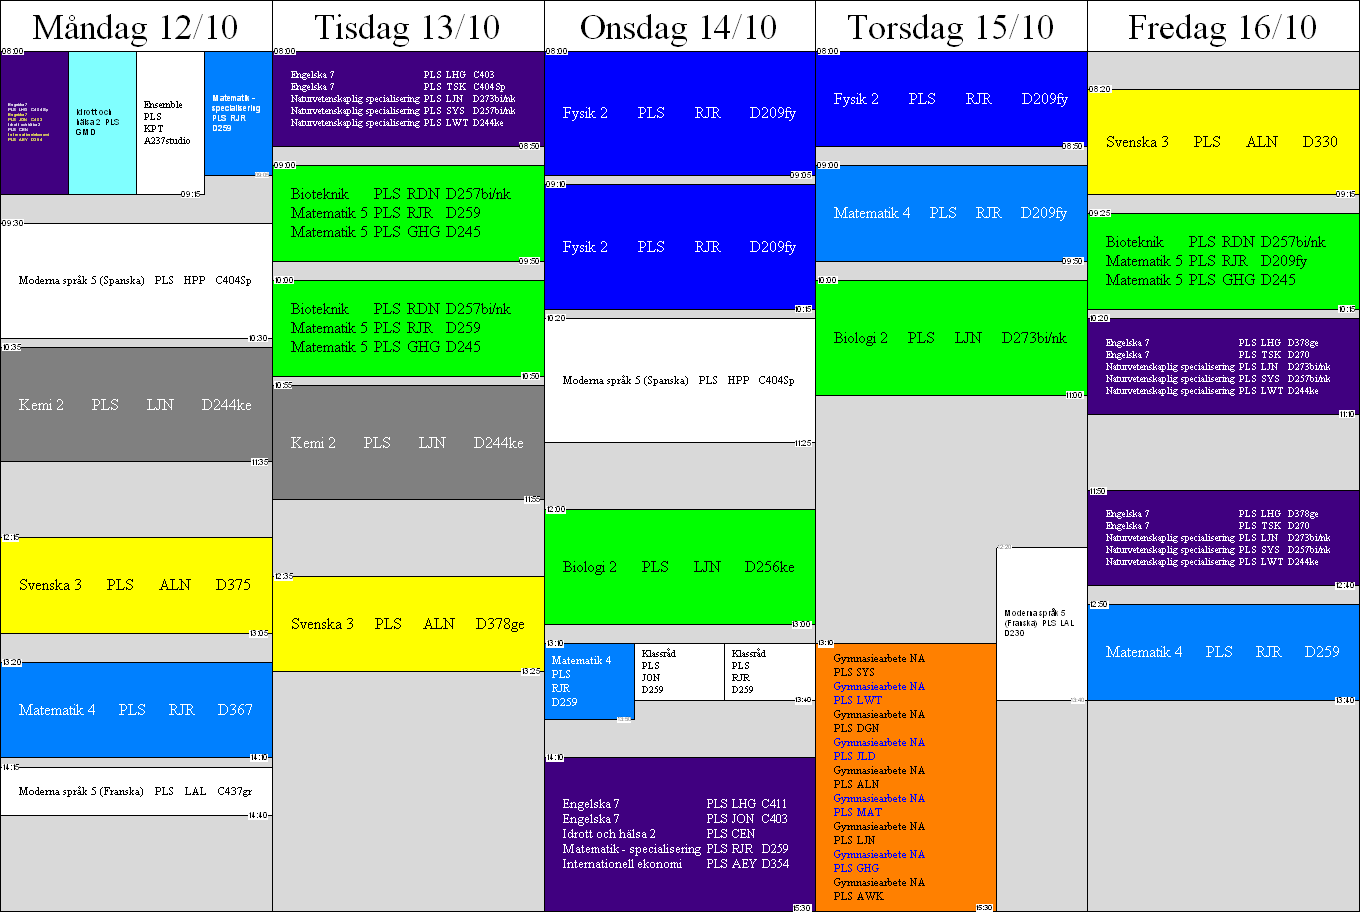 Måndag 12/10
08:00
Engelska 7
PLS LHG C404Sp
Engelska 7
PLS JON C403
Idrott och hälsa 2
PLS CEN
Internationell ekonomi
PLS AEY D354
Idrott och
hälsa 2 PLS
GMD
Ensemble
PLS
KPT
A237studio
09:15
Matematik -
specialisering
PLS RJR
D259
09:05
09:30
Moderna språk 5 (Spanska) PLS HPP C404Sp
10:30
10:35
Kemi 2 PLS LJN D244ke
11:35
12:15
Svenska 3 PLS ALN D375
13:05
13:20
Matematik 4 PLS RJR D367
14:10
14:15
Moderna språk 5 (Franska) PLS LAL C437gr
14:40
Tisdag 13/10
08:00
Engelska 7 PLS LHG C403
Engelska 7 PLS TSK C404Sp
Naturvetenskaplig specialisering PLS LJN D273bi/nk
Naturvetenskaplig specialisering PLS SYS D257bi/nk
Naturvetenskaplig specialisering PLS LWT D244ke
08:50
09:00
Bioteknik PLS RDN D257bi/nk
Matematik 5 PLS RJR D259
Matematik 5 PLS GHG D245
09:50
10:00
Bioteknik PLS RDN D257bi/nk
Matematik 5 PLS RJR D259
Matematik 5 PLS GHG D245
10:50
10:55
Kemi 2 PLS LJN D244ke
11:55
12:35
Svenska 3 PLS ALN D378ge
13:25
Onsdag 14/10
08:00
Fysik 2 PLS RJR D209fy
09:05
09:10
Fysik 2 PLS RJR D209fy
10:15
10:20
Moderna språk 5 (Spanska) PLS HPP C404Sp
11:25
12:00
Biologi 2 PLS LJN D256ke
13:00
13:10
Matematik 4
PLS
RJR
D259
13:50
Klassråd
PLS
JON
D259
Klassråd
PLS
RJR
D259
13:40
14:10
Engelska 7 PLS LHG C411
Engelska 7 PLS JON C403
Idrott och hälsa 2 PLS CEN
Matematik - specialisering PLS RJR D259
Internationell ekonomi PLS AEY D354
15:30
Torsdag 15/10
08:00
Fysik 2 PLS RJR D209fy
08:50
09:00
Matematik 4 PLS RJR D209fy
09:50
10:00
Biologi 2 PLS LJN D273bi/nk
11:00
12:20
Moderna språk 5
(Franska) PLS LAL
D230
13:40
13:10
Gymnasiearbete NA
PLS SYS
Gymnasiearbete NA
PLS LWT
Gymnasiearbete NA
PLS DGN
Gymnasiearbete NA
PLS JLD
Gymnasiearbete NA
PLS ALN
Gymnasiearbete NA
PLS MAT
Gymnasiearbete NA
PLS LJN
Gymnasiearbete NA
PLS GHG
Gymnasiearbete NA
PLS AWK
15:30
Fredag 16/10
08:20
Svenska 3 PLS ALN D330
09:15
09:25
Bioteknik PLS RDN D257bi/nk
Matematik 5 PLS RJR D209fy
Matematik 5 PLS GHG D245
10:15
10:20
Engelska 7 PLS LHG D378ge
Engelska 7 PLS TSK D270
Naturvetenskaplig specialisering PLS LJN D273bi/nk
Naturvetenskaplig specialisering PLS SYS D257bi/nk
Naturvetenskaplig specialisering PLS LWT D244ke
11:10
11:50
Engelska 7 PLS LHG D378ge
Engelska 7 PLS TSK D270
Naturvetenskaplig specialisering PLS LJN D273bi/nk
Naturvetenskaplig specialisering PLS SYS D257bi/nk
Naturvetenskaplig specialisering PLS LWT D244ke
12:40
12:50
Matematik 4 PLS RJR D259
13:40